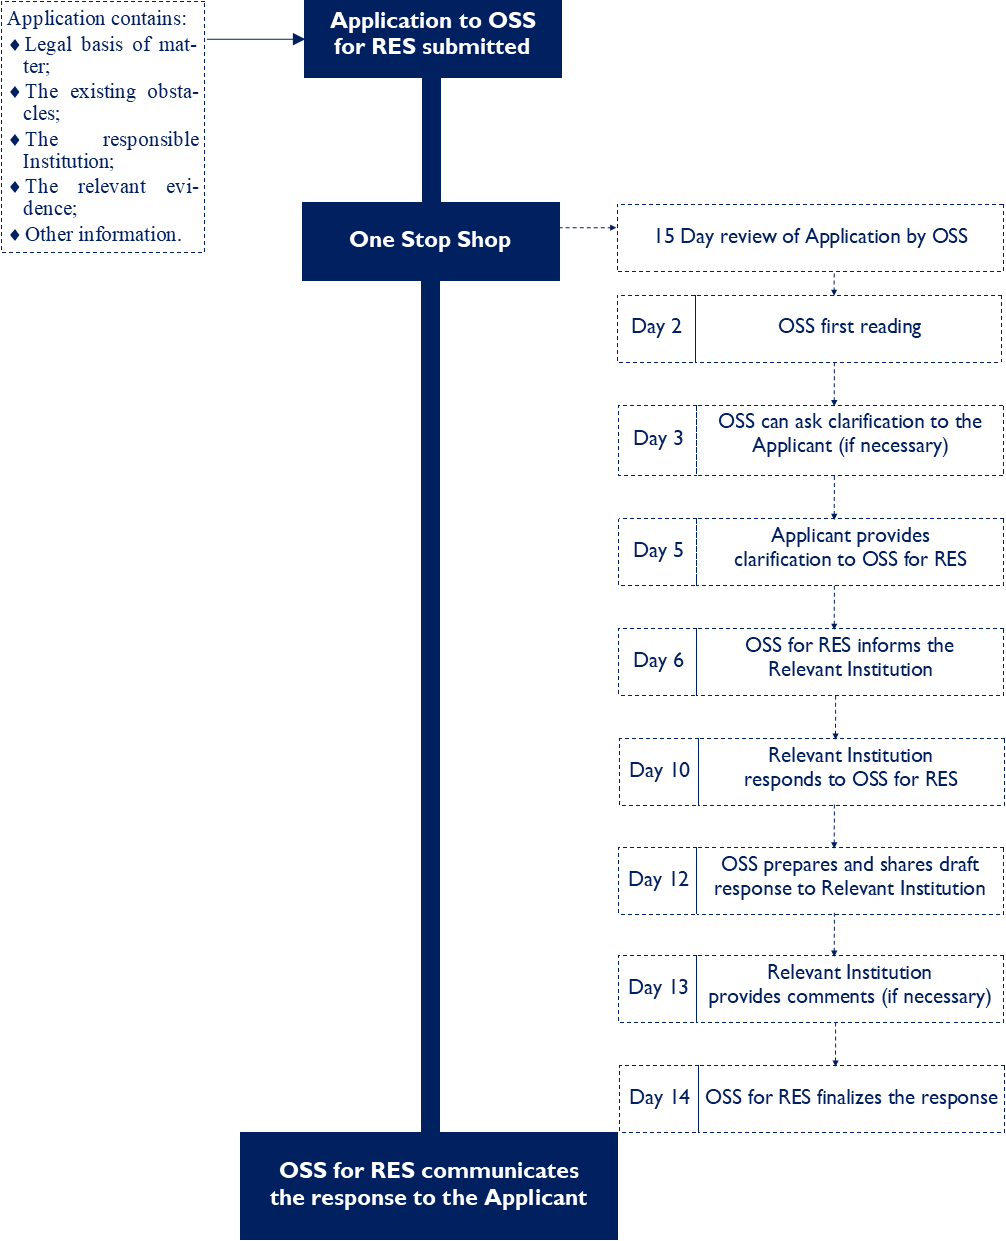 Application contains:
♦ Legal basis of mat-
ter;
♦ The existing obsta-
cles;
♦ The responsible
Institution;
♦ The relevant evi-
dence;
♦ Other information.
Application to OSS
for RES submitted
One Stop Shop
15 Day review of Application by OSS
Day 2
OSS first reading
Day 3
OSS can ask clarification to the
Applicant (if necessary)
Day 5
Applicant provides
clarification to OSS for RES
Day 6
OSS for RES informs the
Relevant Institution
Day 10
Relevant Institution
responds to OSS for RES
Day 12
OSS prepares and shares draft
response to Relevant Institution
Day 13
Relevant Institution
provides comments (if necessary)
Day 14
OSS for RES finalizes the response
OSS for RES communicates
the response to the Applicant